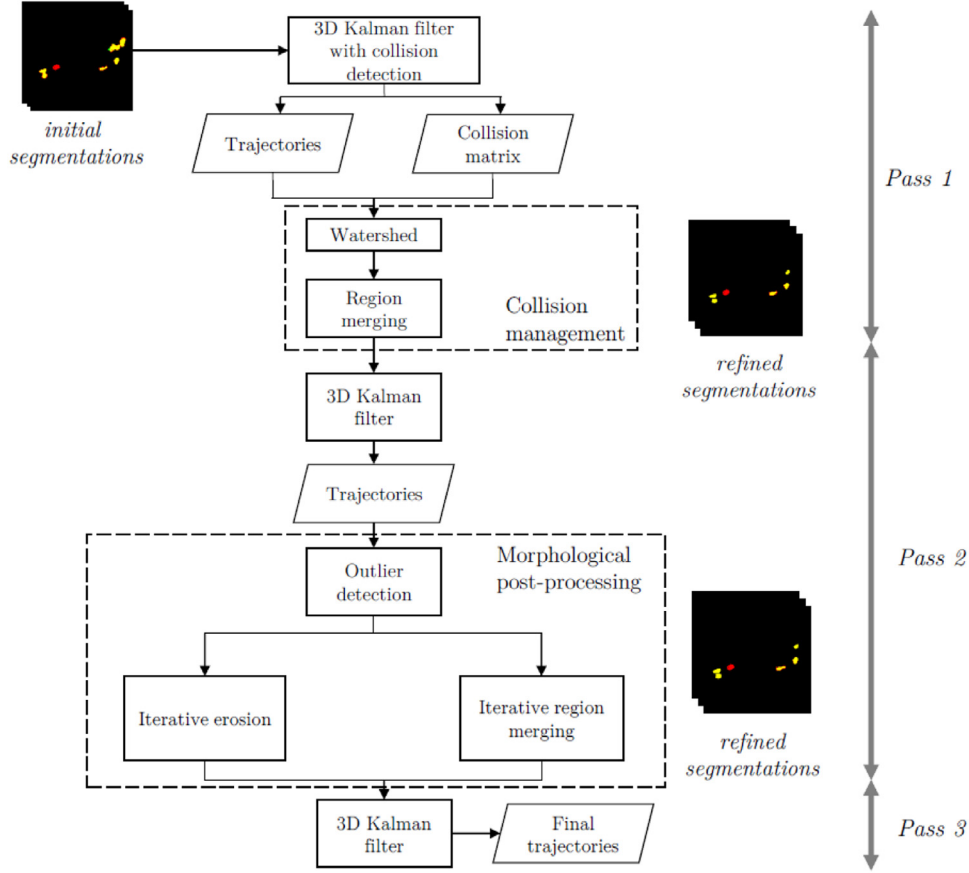 3D Kalman filter
with collision
detection
initial
segmentations
Trajectories
Collision
matrix
Pass 1
Watershed
Region
merging
Collision
management
refined
segmentations
3D Kalman
filter
Trajectories
Pass 2
Outlier
detection
Morphological
post-processing
Iterative erosion
Iterative region
merging
refined
segmentations
3D Kalman
filter
Final
trajectories
Pass 3